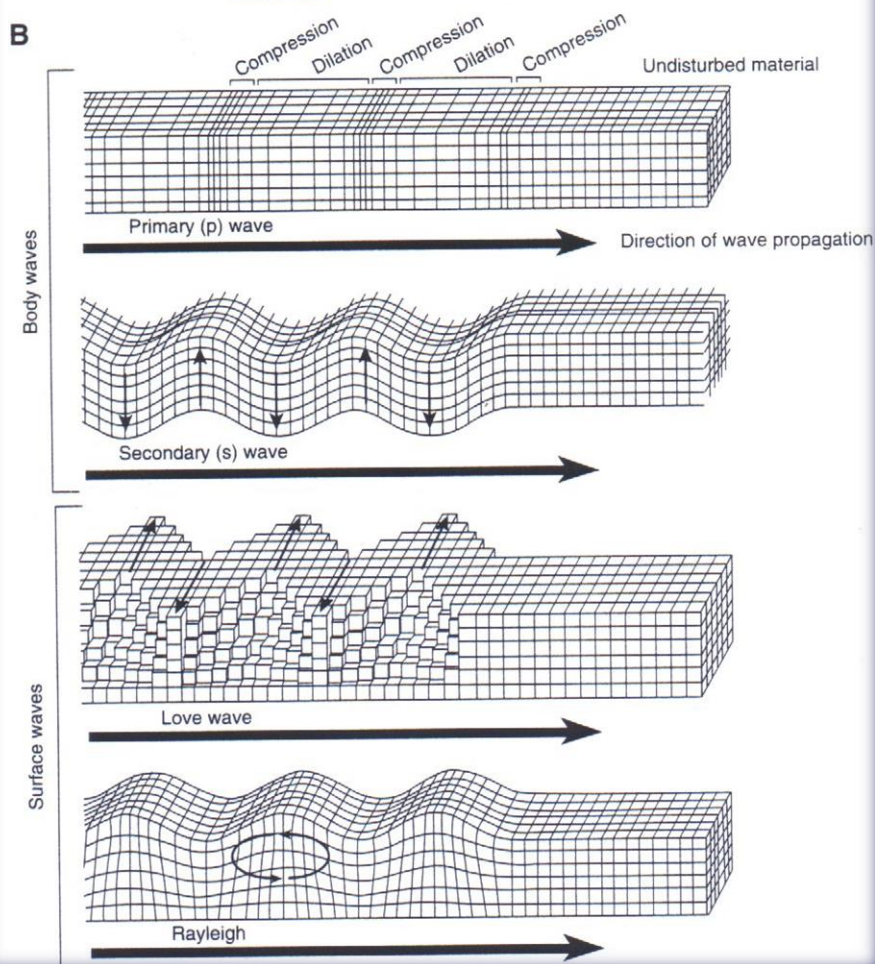 B
Compression
Dilation
Compression
Dilation
Compression
Undisturbed material
Body waves
Primary (p) wave
Direction of wave propagation
Secondary (s) wave
Surface waves
Love wave
Rayleigh